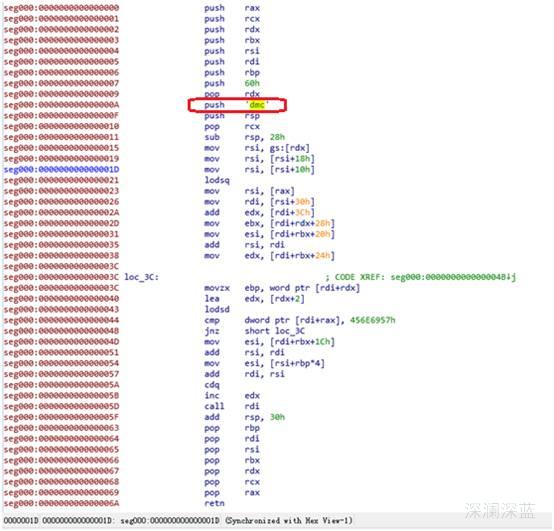 seg000:0000000000000000 push rax
seg000:0000000000000001 push rcx
seg000:0000000000000002 push rdx
seg000:0000000000000003 push rbx
seg000:0000000000000004 push rsi
seg000:0000000000000005 push rdi
seg000:0000000000000006 push rbp
seg000:0000000000000007 push 60h
seg000:0000000000000009 pop rdx
seg000:000000000000000A push 'dmc'
seg000:000000000000000F push rsp
seg000:0000000000000010 pop rcx
seg000:0000000000000011 sub rsp, 28h
seg000:0000000000000015 mov rsi, gs:[rdx]
seg000:0000000000000019 mov rsi, [rsi+18h]
seg000:000000000000001D mov rsi, [rsi+10h]
seg000:0000000000000021 lodsq
seg000:0000000000000023 mov rsi, [rax]
seg000:0000000000000026 mov rdi, [rsi+30h]
seg000:000000000000002A add edx, [rdi+3Ch]
seg000:000000000000002D mov ebx, [rdi+rdx+28h]
seg000:0000000000000031 mov esi, [rdi+rbx+20h]
seg000:0000000000000035 add rsi, rdi
seg000:0000000000000038 mov edx, [rdi+rbx+24h]
seg000:000000000000003C
seg000:000000000000003C loc_3C: ; CODE XREF: seg000:000000000000004B↓j
seg000:000000000000003C movzx ebp, word ptr [rdi+rdx]
seg000:0000000000000040 lea edx, [rdx+2]
seg000:0000000000000043 lodsd
seg000:0000000000000044 cmp dword ptr [rdi+rax], 456E6957h
seg000:000000000000004B jnz short loc_3C
seg000:000000000000004D mov esi, [rdi+rbx+1Ch]
seg000:0000000000000051 add rsi, rdi
seg000:0000000000000054 mov esi, [rsi+rbp*4]
seg000:0000000000000057 add rdi, rsi
seg000:000000000000005A cdq
seg000:000000000000005B inc edx
seg000:000000000000005D call rdi
seg000:000000000000005F add rsp, 30h
seg000:0000000000000063 pop rbp
seg000:0000000000000064 pop rdi
seg000:0000000000000065 pop rsi
seg000:0000000000000066 pop rbx
seg000:0000000000000067 pop rdx
seg000:0000000000000068 pop rcx
seg000:0000000000000069 pop rax
seg000:000000000000006A retn
深澜深蓝
0000001D 000000000000001D: seg000:000000000000001D (Synchronized with Hex View-1)